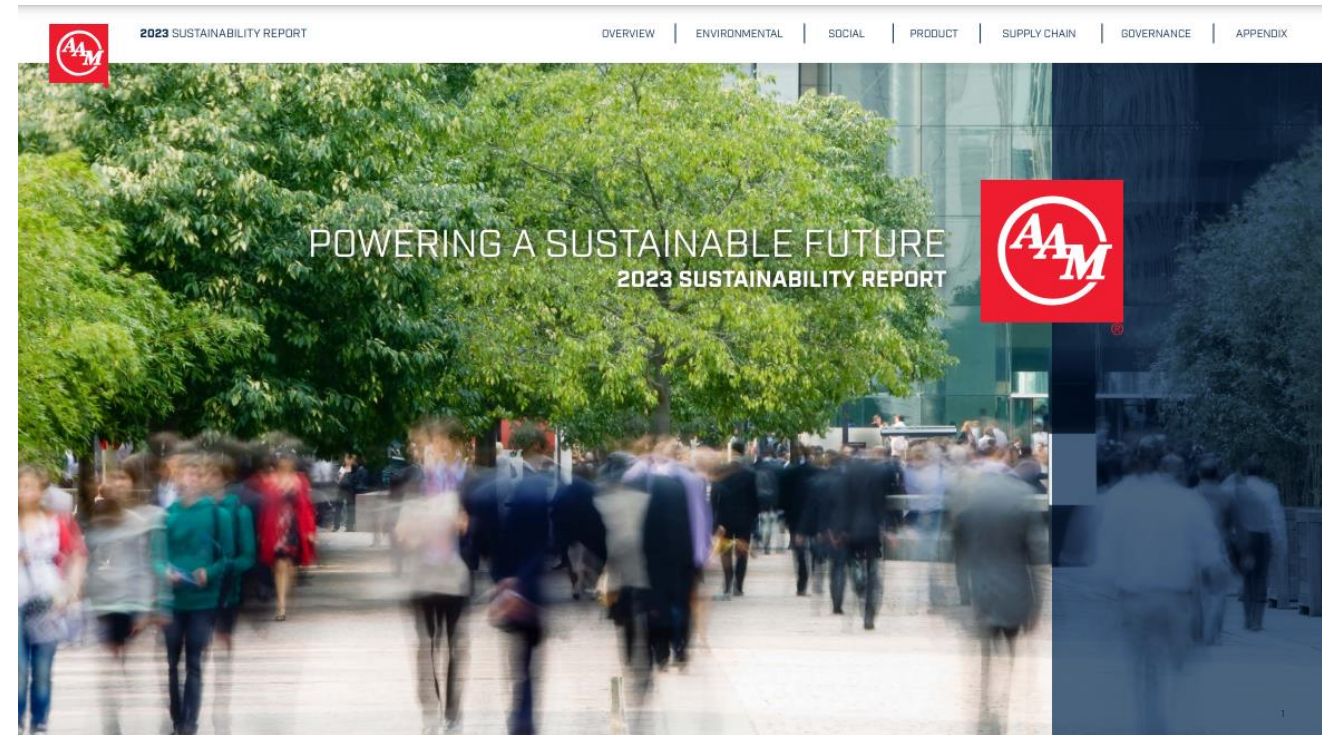 AAM
2023 SUSTAINABILITY REPORT
OVERVIEW
ENVIRONMENTAL
SOCIAL
PRODUCT
SUPPLY CHAIN
GOVERNANCE
APPENDIX
POWERING A SUSTAINABLE FUTURE
2023 SUSTAINABILITY REPORT
AAM
®
1